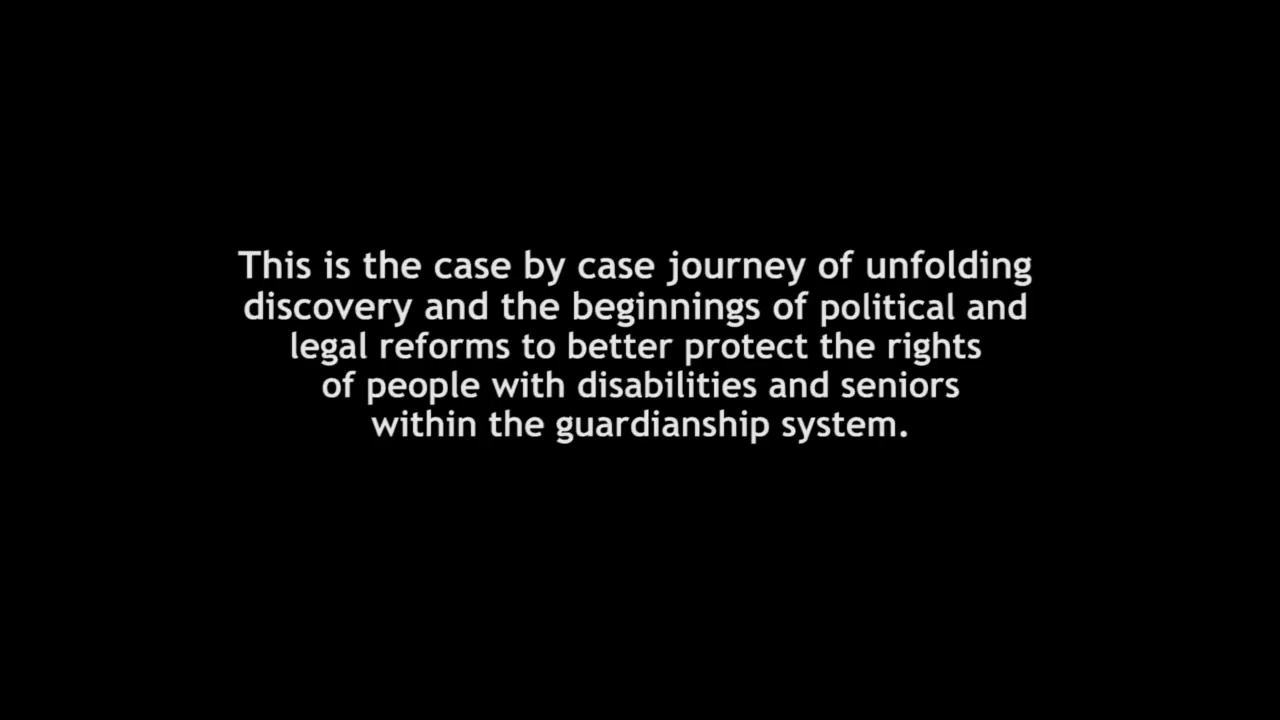 This is the case by case journey of unfolding
discovery and the beginnings of political and
legal reforms to better protect the rights
of people with disabilities and seniors
within the guardianship system.